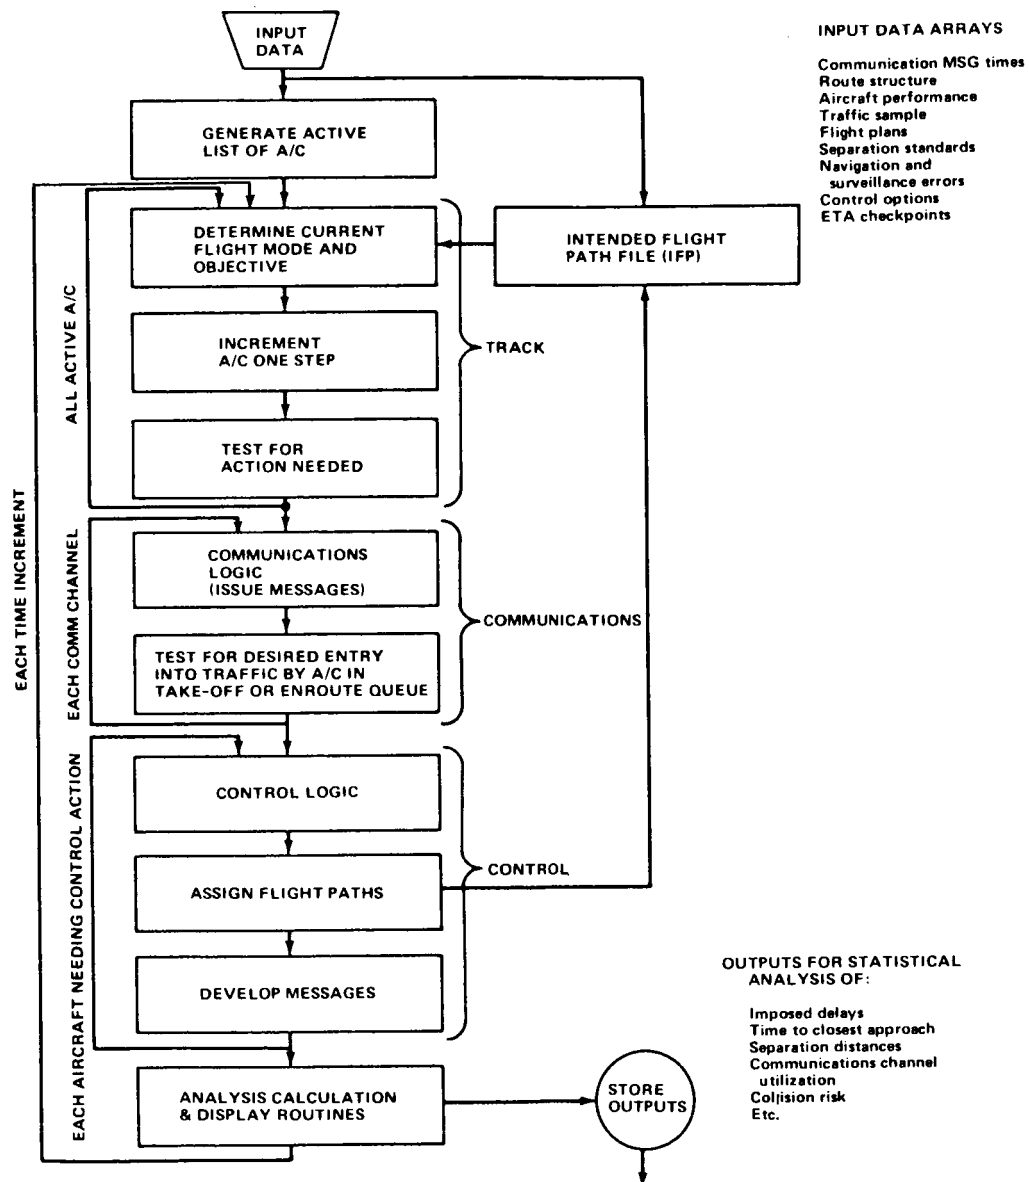 INPUT
DATA
INPUT DATA ARRAYS
Communication MSG times
Route structure
Aircraft performance
Traffic sample
Flight plans
Separation standards
Navigation and
surveillance errors
Control options
ETA checkpoints
GENERATE ACTIVE
LIST OF A/C
DETERMINE CURRENT
FLIGHT MODE AND
OBJECTIVE
INTENDED FLIGHT
PATH FILE (IFP)
INCREMENT
A/C ONE STEP
TRACK
TEST FOR
ACTION NEEDED
ALL ACTIVE A/C
EACH TIME INCREMENT
COMMUNICATIONS
LOGIC
(ISSUE MESSAGES)
COMMUNICATIONS
TEST FOR DESIRED ENTRY
INTO TRAFFIC BY A/C IN
TAKE-OFF OR ENROUTE QUEUE
EACH COMM CHANNEL
CONTROL LOGIC
ASSIGN FLIGHT PATHS
CONTROL
DEVELOP MESSAGES
EACH AIRCRAFT NEEDING CONTROL ACTION
ANALYSIS CALCULATION
& DISPLAY ROUTINES
STORE
OUTPUTS
OUTPUTS FOR STATISTICAL
ANALYSIS OF:
Imposed delays
Time to closest approach
Separation distances
Communications channel
utilization
Collision risk
Etc.